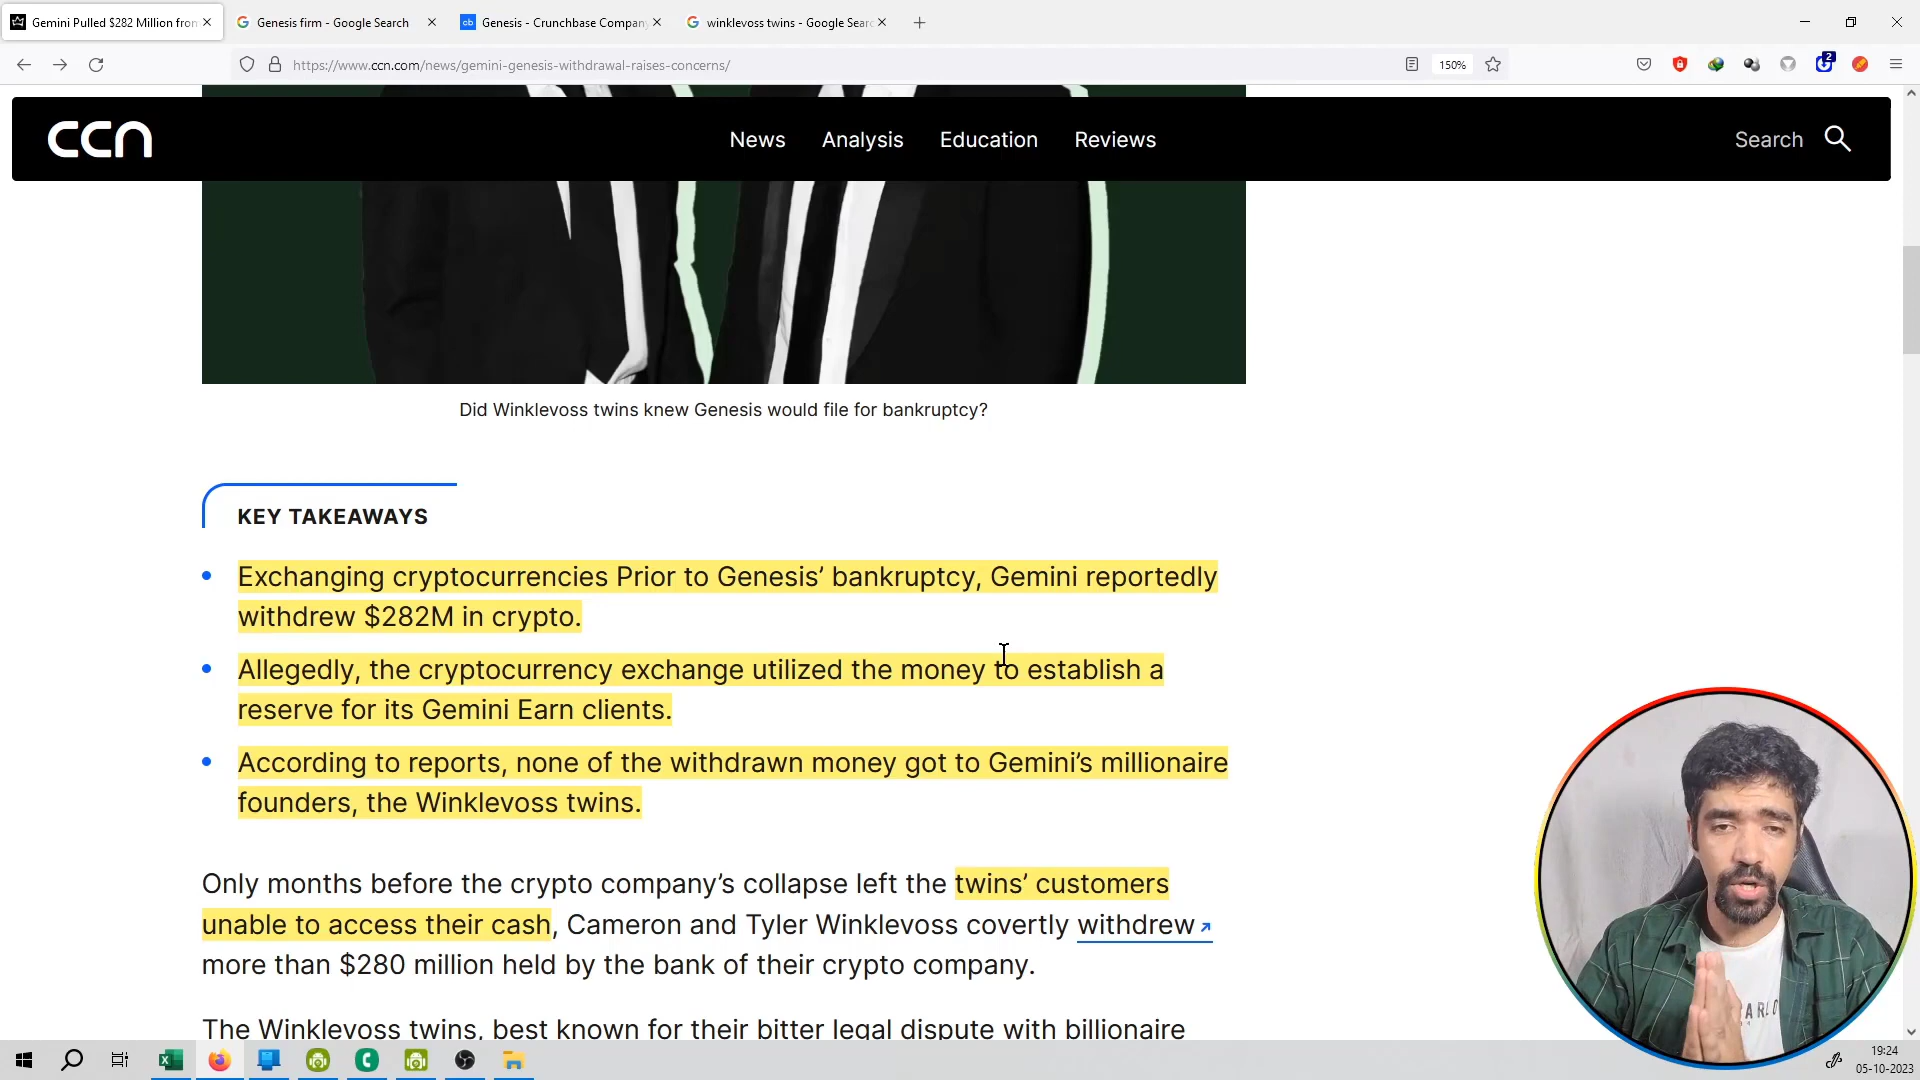 Gemini Pulled $282 Million from
Genesis firm - Google Search
cb
Genesis - Crunchbase Company
winklevoss twins - Google Sear
https://www.ccn.com/news/gemini-genesis-withdrawal-raises-concerns/
150%
2
ccn
News
Analysis
Education
Reviews
Search
Did Winklevoss twins knew Genesis would file for bankruptcy?
KEY TAKEAWAYS
Exchanging cryptocurrencies Prior to Genesis’ bankruptcy, Gemini reportedly
withdrew $282M in crypto.
Allegedly, the cryptocurrency exchange utilized the money to establish a
reserve for its Gemini Earn clients.
According to reports, none of the withdrawn money got to Gemini’s millionaire
founders, the Winklevoss twins.
Only months before the crypto company’s collapse left the twins’ customers
unable to access their cash, Cameron and Tyler Winklevoss covertly withdrew
more than $280 million held by the bank of their crypto company.
The Winklevoss twins, best known for their bitter legal dispute with billionaire
19:24
05-10-2023